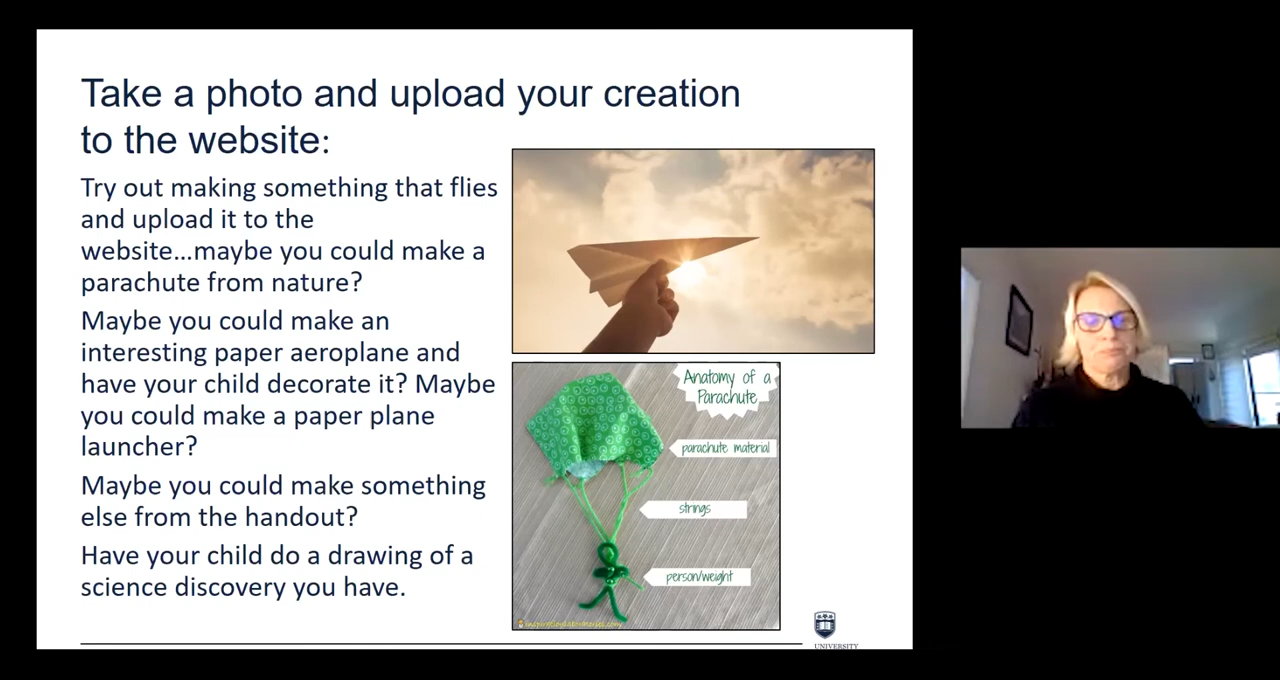 Take a photo and upload your creation
to the website:
Try out making something that flies
and upload it to the
website...maybe you could make a
parachute from nature?
Maybe you could make an
interesting paper aeroplane and
have your child decorate it? Maybe
you could make a paper plane
launcher?
Maybe you could make something
else from the handout?
Have your child do a drawing of a
science discovery you have.
Anatomy of a
Parachute
parachute material
strings
person/weight
inspirationlaboratories.com
UNIVERSITY